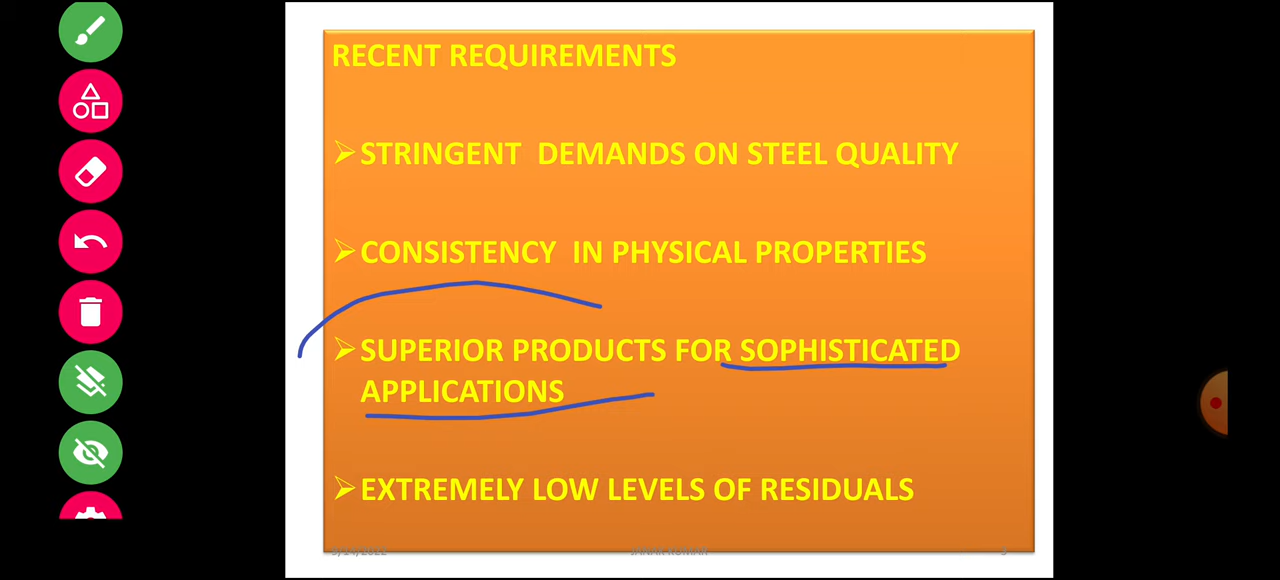 RECENT REQUIREMENTS
➢STRINGENT DEMANDS ON STEEL QUALITY
➢CONSISTENCY IN PHYSICAL PROPERTIES
➢SUPERIOR PRODUCTS FOR SOPHISTICATED
APPLICATIONS
➢EXTREMELY LOW LEVELS OF RESIDUALS